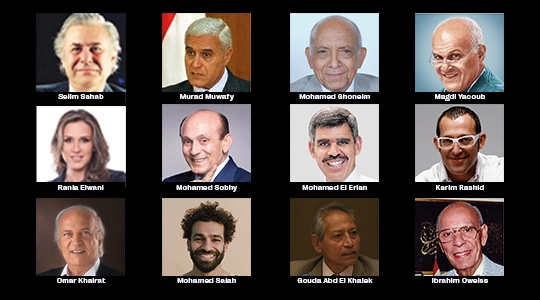 Selim Sahab
Murad Muwafy
Mohamed Ghoneim
Magdi Yacoub
Rania Elwani
Mohamed Sobhy
Mohamed El Erian
Karim Rashid
Omar Khairat
Mohamed Salah
Gouda Abd El Khalek
Ibrahim Oweiss